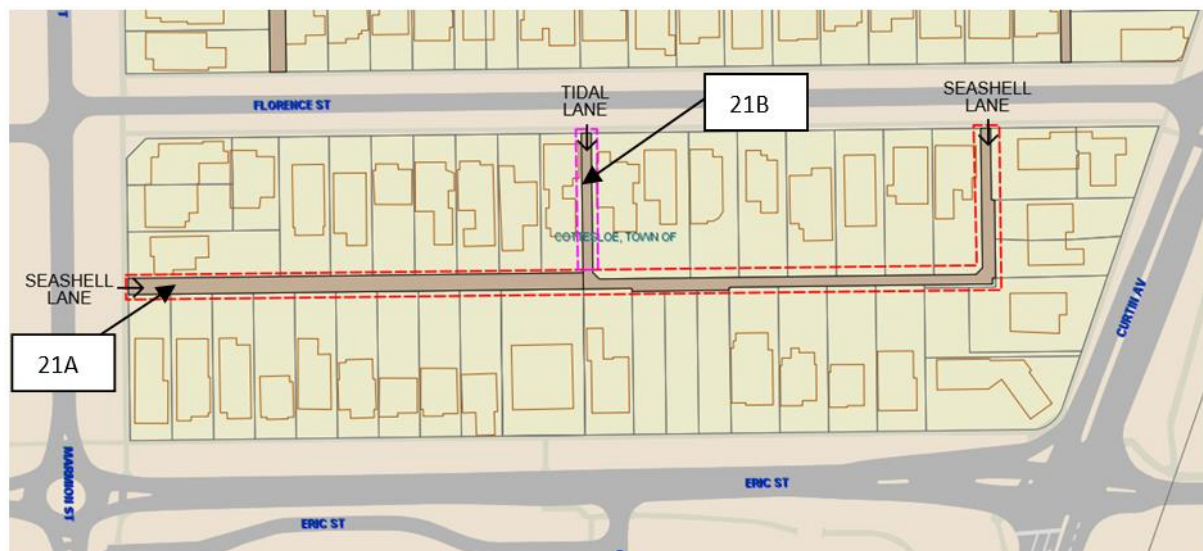 T
TIDAL
LANE
21B
SEASHELL
LANE
FLORENCE ST
COTTESLOE, TOWN OF
SEASHELL
LANE
21A
CURTIN AV
MARMION ST
ERIC ST
ERIC ST